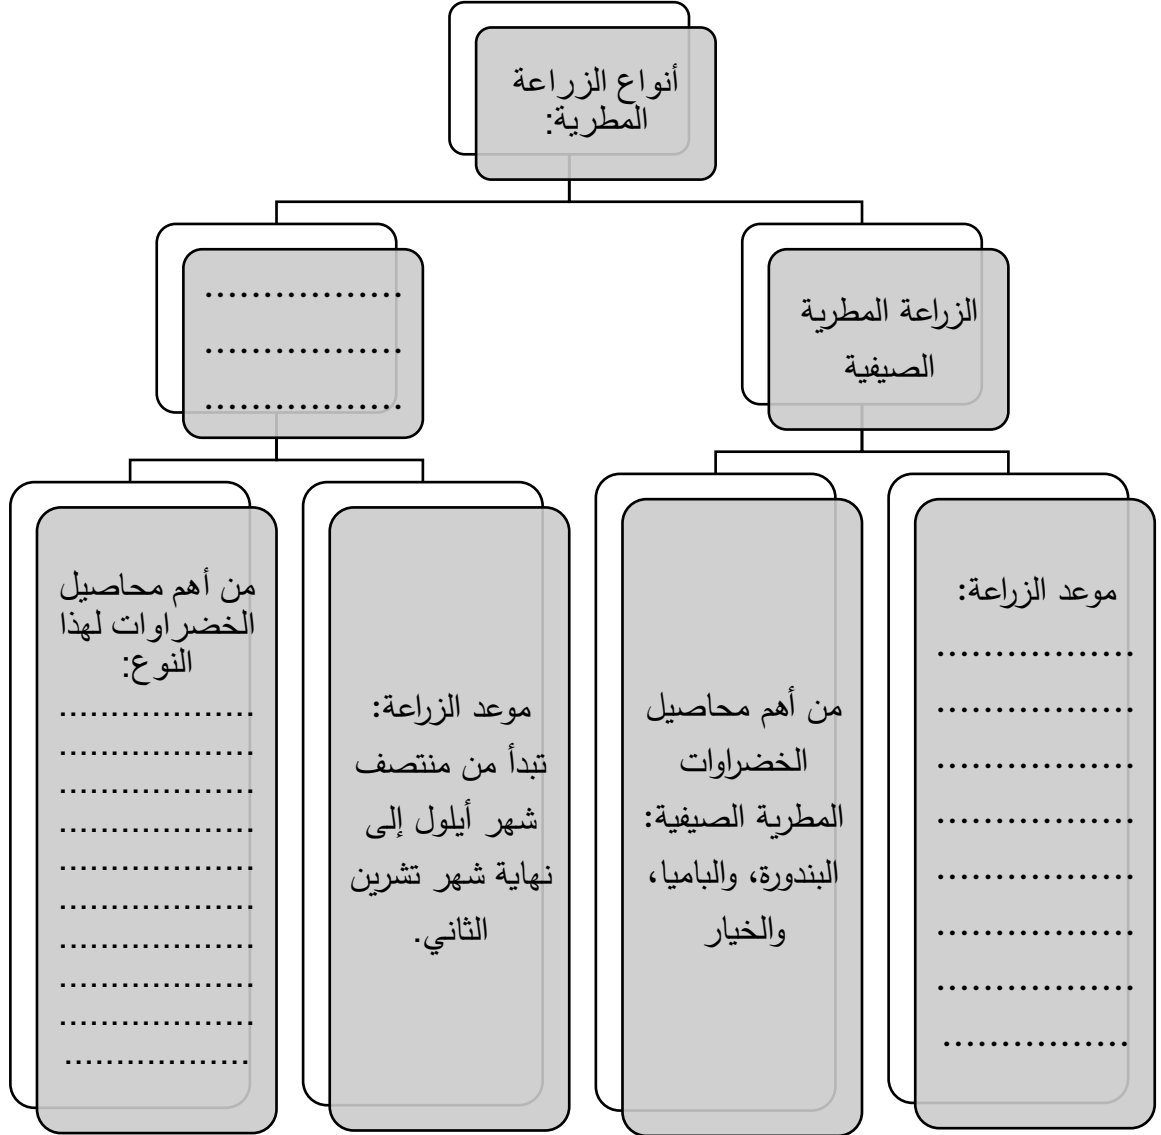 أنواع الزراعة
المطرية:
الزراعة المطرية
الصيفية
.................
.................
.................
موعد الزراعة:
.................
.................
.................
.................
.................
.................
.................
................
من أهم محاصيل
الخضراوات
المطرية الصيفية:
البندورة، والباميا،
والخيار
موعد الزراعة:
تبدأ من منتصف
شهر أيلول إلى
نهاية شهر تشرين
الثاني.
من أهم محاصيل
الخضراوات لهذا
النوع:
...................
...................
...................
...................
...................
...................
...................
...................
...................
..................